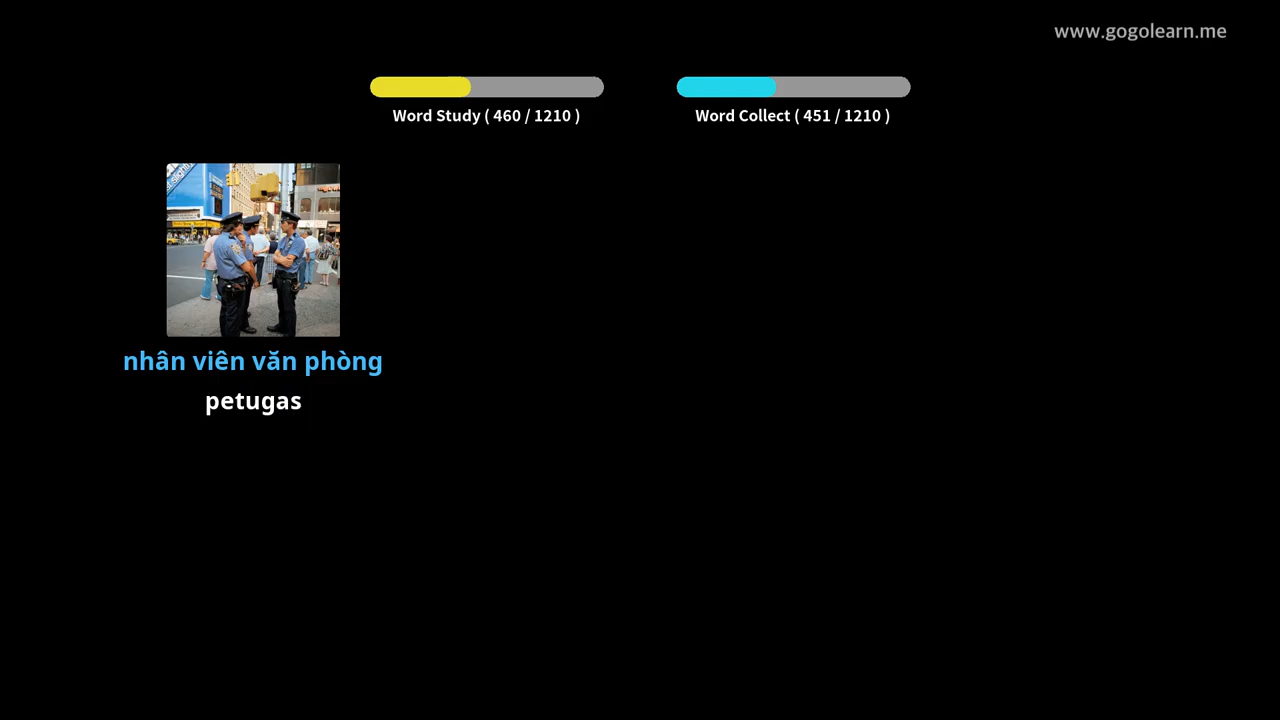 www.gogolearn.me
Word Study ( 460 / 1210 )
Word Collect ( 451 / 1210 )
nhân viên văn phòng
petugas